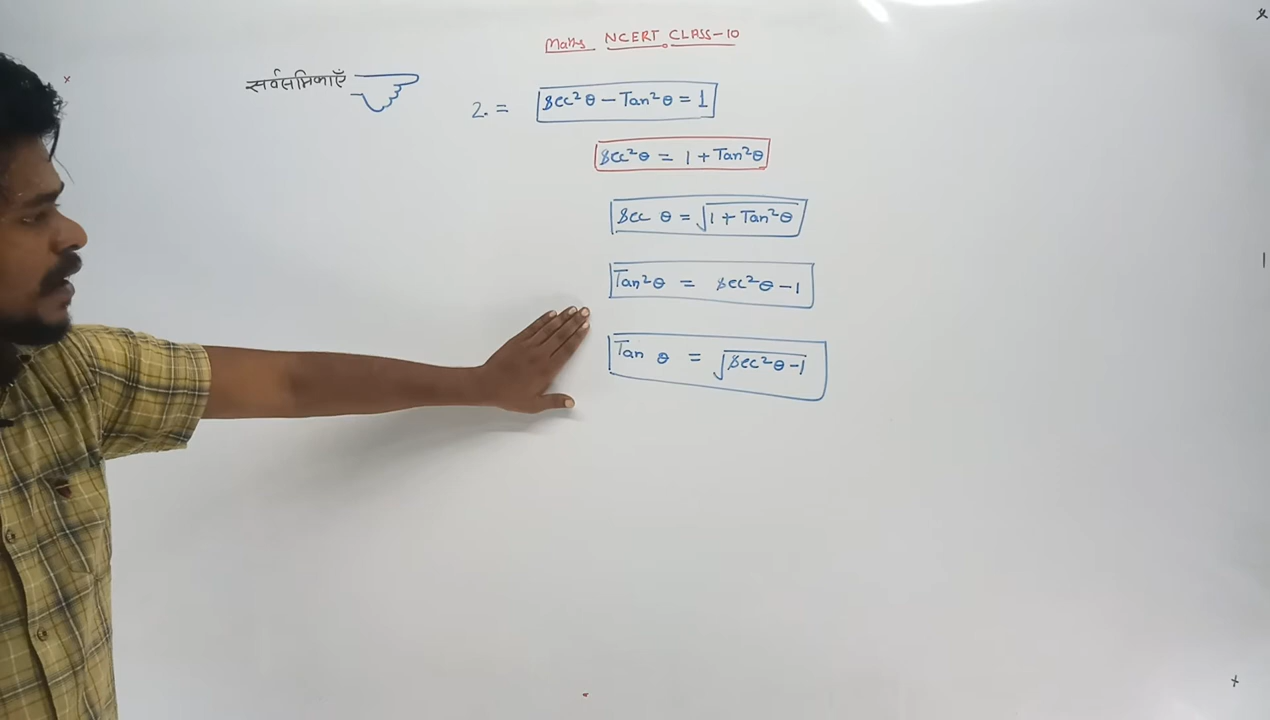 Maths NCERT CLASS-10
सर्वसमिकाएँ
2. = Sec²θ – Tan²θ = 1
Sec²θ = 1 + Tan²θ
Sec θ = √1 + Tan²θ
Tan²θ = Sec²θ – 1
Tan θ = √Sec²θ – 1